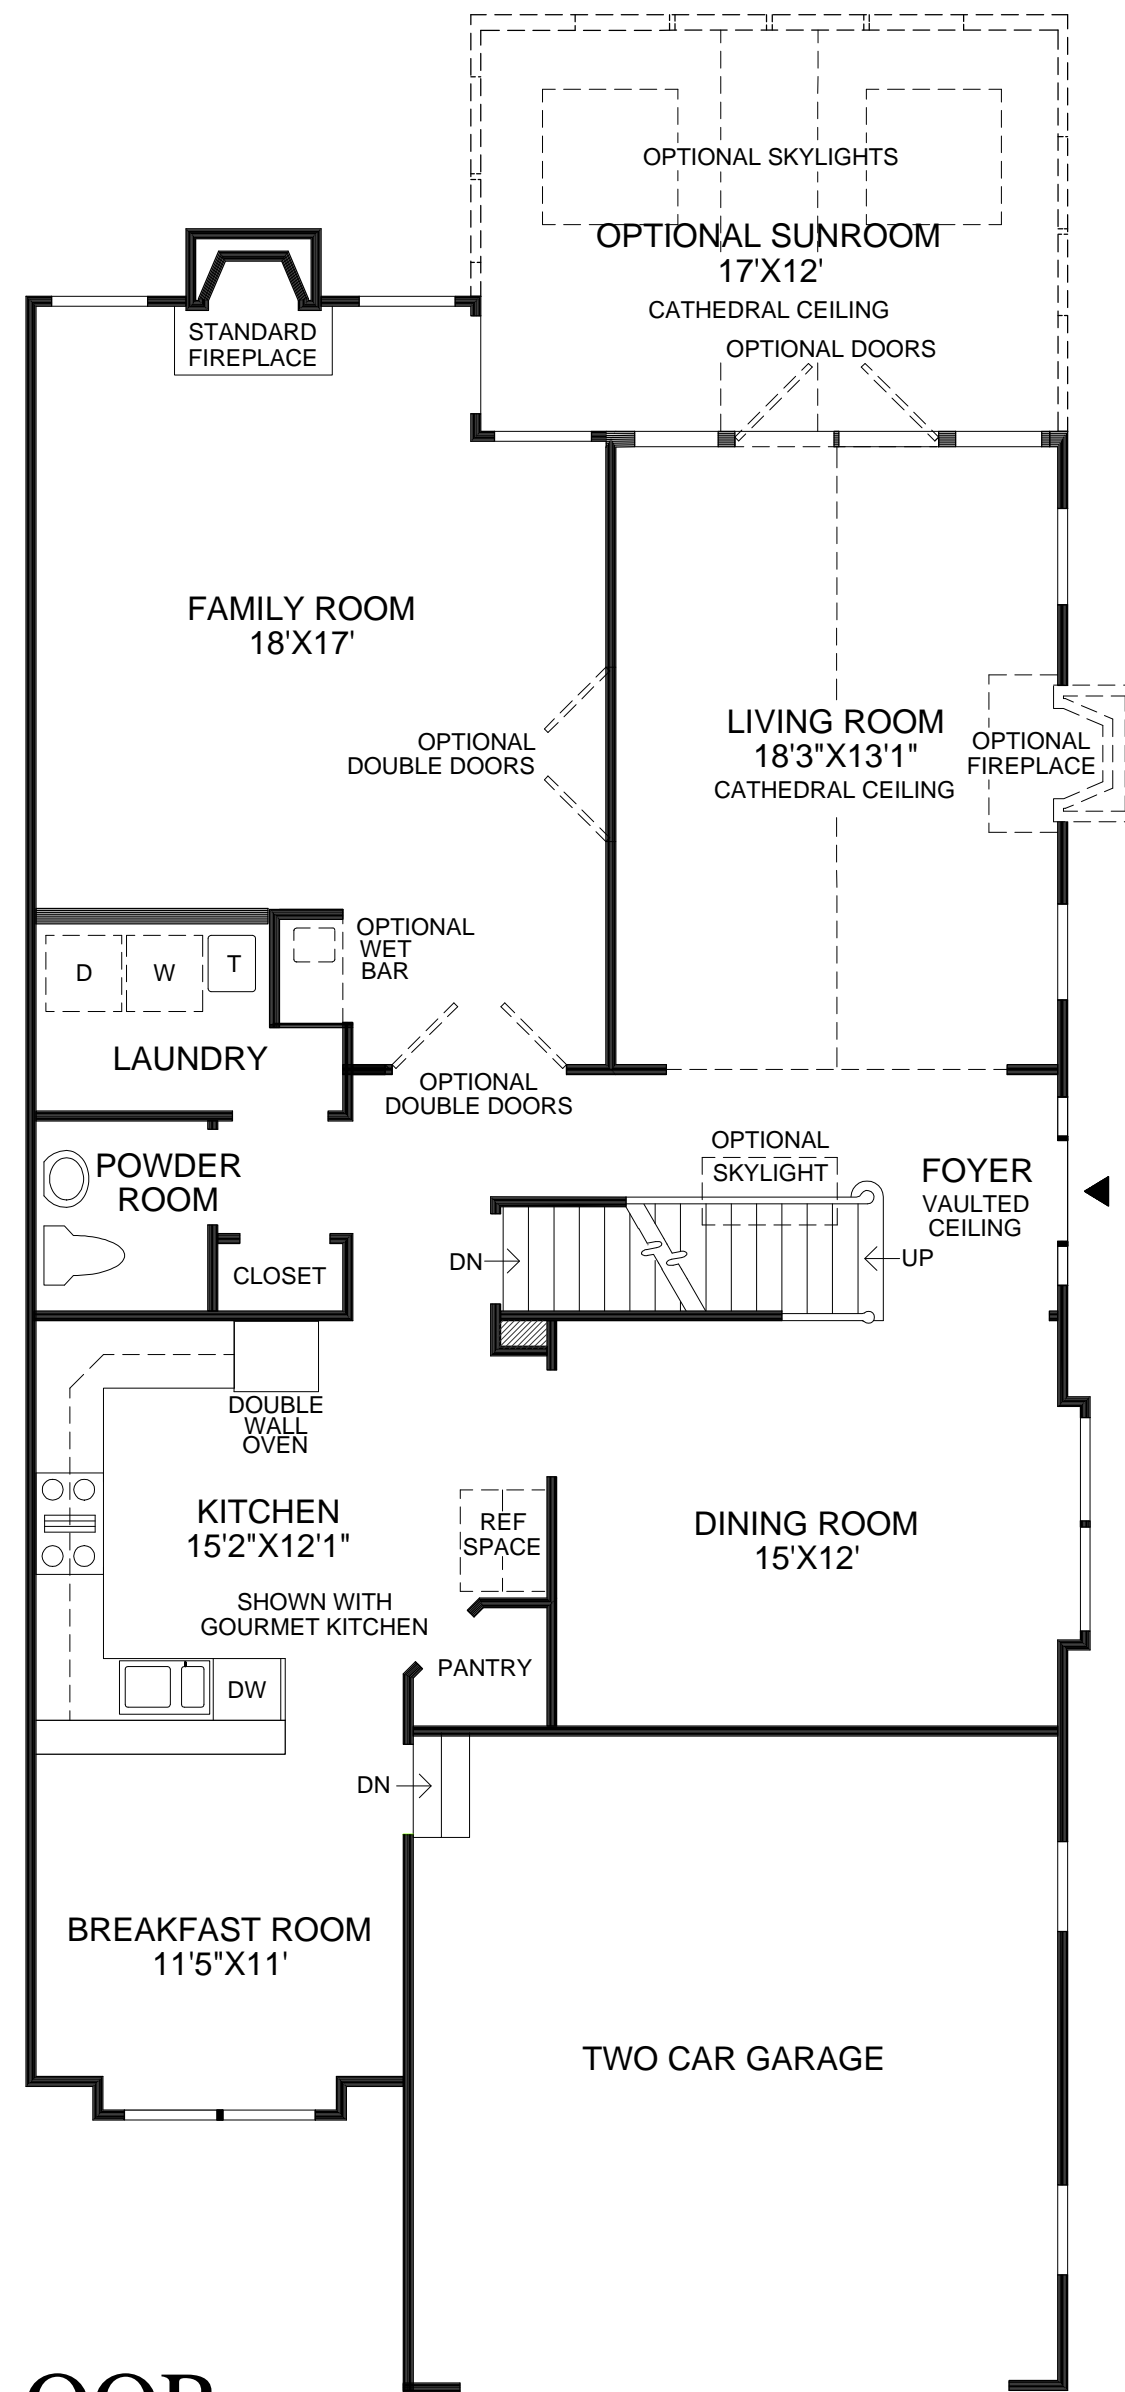 OPTIONAL SKYLIGHTS
OPTIONAL SUNROOM
17'X12'
CATHEDRAL CEILING
OPTIONAL DOORS
STANDARD
FIREPLACE
FAMILY ROOM
18'X17'
OPTIONAL
DOUBLE DOORS
LIVING ROOM
18'3"X13'1"
CATHEDRAL CEILING
OPTIONAL
FIREPLACE
OPTIONAL
WET
BAR
D
W
T
LAUNDRY
OPTIONAL
DOUBLE DOORS
POWDER
ROOM
OPTIONAL
SKYLIGHT
FOYER
VAULTED
CEILING
DN
UP
CLOSET
DOUBLE
WALL
OVEN
KITCHEN
15'2"X12'1"
SHOWN WITH
GOURMET KITCHEN
REF
SPACE
DINING ROOM
15'X12'
PANTRY
DW
DN
BREAKFAST ROOM
11'5"X11'
TWO CAR GARAGE